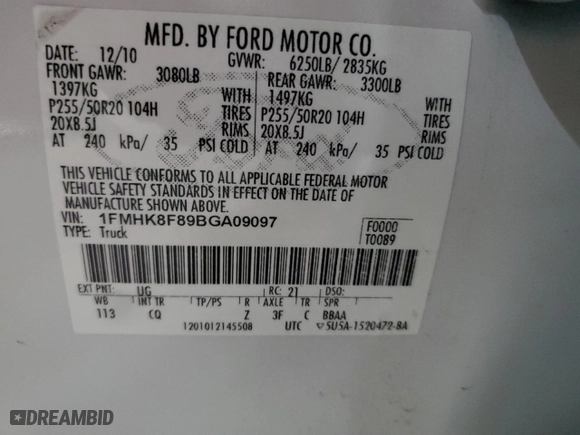 MFD. BY FORD MOTOR CO.
DATE: 12/10 GVWR: 6250LB/ 2835KG
FRONT GAWR: 3080LB REAR GAWR: 3300LB
1397KG WITH 1497KG WITH
P255/50R20 104H TIRES P255/50R20 104H TIRES
20X8.5J RIMS 20X8.5J RIMS
AT 240 kPa/ 35 PSI COLD AT 240 kPa/ 35 PSI COLD
THIS VEHICLE CONFORMS TO ALL APPLICABLE FEDERAL MOTOR
VEHICLE SAFETY STANDARDS IN EFFECT ON THE DATE OF
MANUFACTURE SHOWN ABOVE.
VIN: 1FMHK8F89BGA09097 F0000
TYPE: Truck T0089
EXT PNT: UG RC: 21 DSO:
WB INT TR TP/PS R AXLE TR SPR
113 CQ Z 3F C BBAA
1201012145508 UTC 5U5A-1520472-BA
DREAMBID